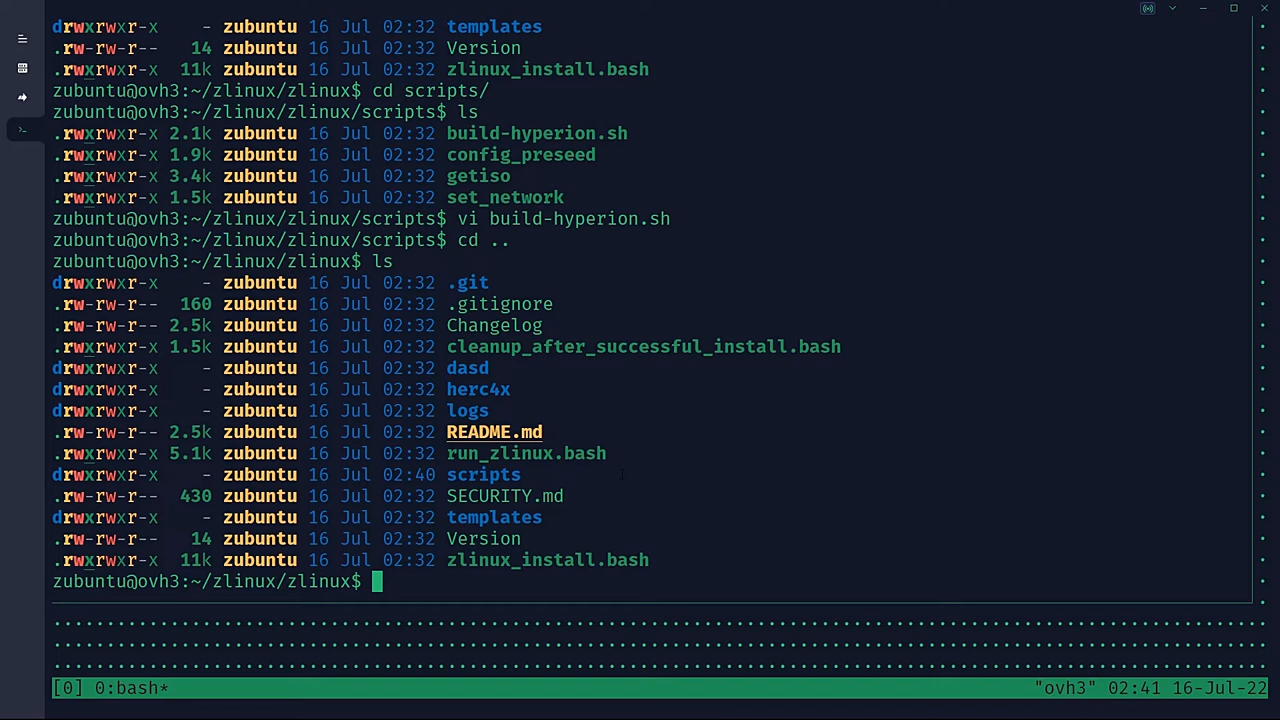 drwxrwxr-x    - zubuntu 16 Jul 02:32 templates
.rw-rw-r--   14 zubuntu 16 Jul 02:32 Version
.rwxrwxr-x  11k zubuntu 16 Jul 02:32 zlinux_install.bash
zubuntu@ovh3:~/zlinux/zlinux$ cd scripts/
zubuntu@ovh3:~/zlinux/zlinux/scripts$ ls
.rwxrwxr-x 2.1k zubuntu 16 Jul 02:32 build-hyperion.sh
.rwxrwxr-x 1.9k zubuntu 16 Jul 02:32 config_preseed
.rwxrwxr-x 3.4k zubuntu 16 Jul 02:32 getiso
.rwxrwxr-x 1.5k zubuntu 16 Jul 02:32 set_network
zubuntu@ovh3:~/zlinux/zlinux/scripts$ vi build-hyperion.sh
zubuntu@ovh3:~/zlinux/zlinux/scripts$ cd ..
zubuntu@ovh3:~/zlinux/zlinux$ ls
drwxrwxr-x    - zubuntu 16 Jul 02:32 .git
.rw-rw-r--  160 zubuntu 16 Jul 02:32 .gitignore
.rw-rw-r-- 2.5k zubuntu 16 Jul 02:32 Changelog
.rwxrwxr-x 1.5k zubuntu 16 Jul 02:32 cleanup_after_successful_install.bash
drwxrwxr-x    - zubuntu 16 Jul 02:32 dasd
drwxrwxr-x    - zubuntu 16 Jul 02:32 herc4x
drwxrwxr-x    - zubuntu 16 Jul 02:32 logs
.rw-rw-r-- 2.5k zubuntu 16 Jul 02:32 README.md
.rwxrwxr-x 5.1k zubuntu 16 Jul 02:32 run_zlinux.bash
drwxrwxr-x    - zubuntu 16 Jul 02:40 scripts
.rw-rw-r--  430 zubuntu 16 Jul 02:32 SECURITY.md
drwxrwxr-x    - zubuntu 16 Jul 02:32 templates
.rw-rw-r--   14 zubuntu 16 Jul 02:32 Version
.rwxrwxr-x  11k zubuntu 16 Jul 02:32 zlinux_install.bash
zubuntu@ovh3:~/zlinux/zlinux$
[0] 0:bash* "ovh3" 02:41 16-Jul-22